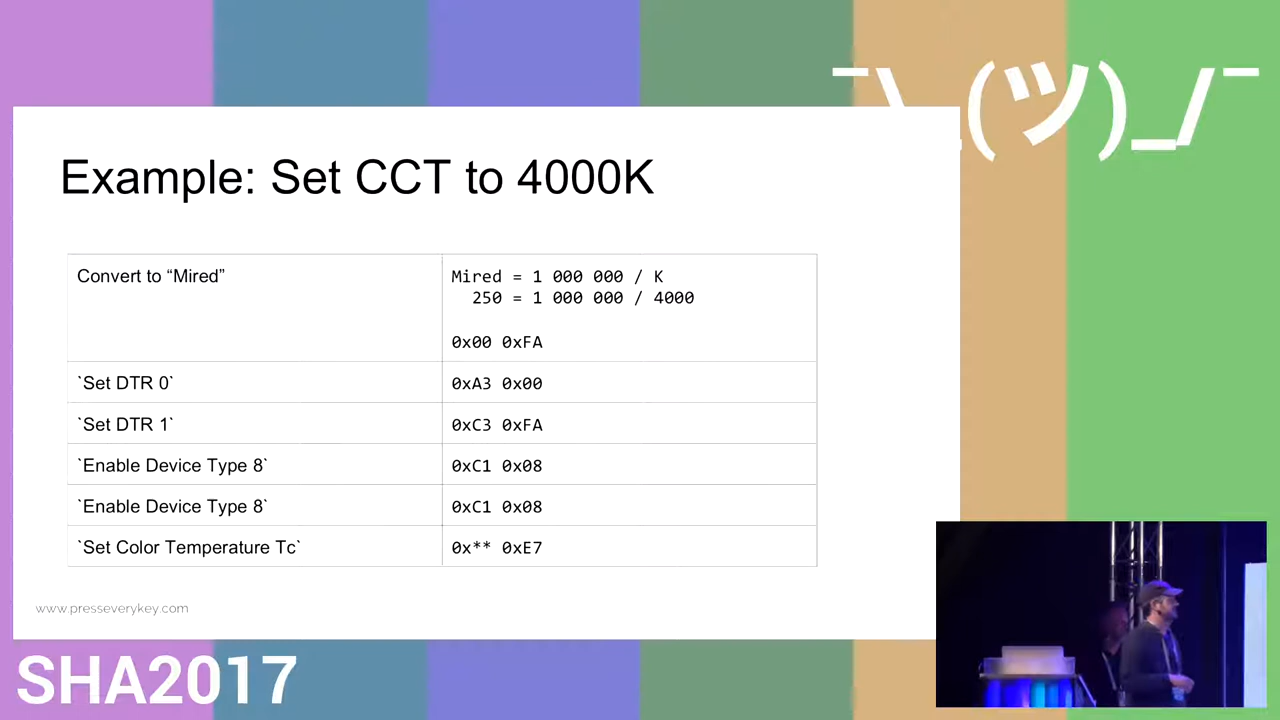 ¯\_(ツ)_/¯
Example: Set CCT to 4000K
Convert to “Mired”
Mired = 1 000 000 / K
250 = 1 000 000 / 4000
0x00 0xFA
`Set DTR 0` 0xA3 0x00
`Set DTR 1` 0xC3 0xFA
`Enable Device Type 8` 0xC1 0x08
`Enable Device Type 8` 0xC1 0x08
`Set Color Temperature Tc` 0x** 0xE7
www.presseverykey.com
SHA2017